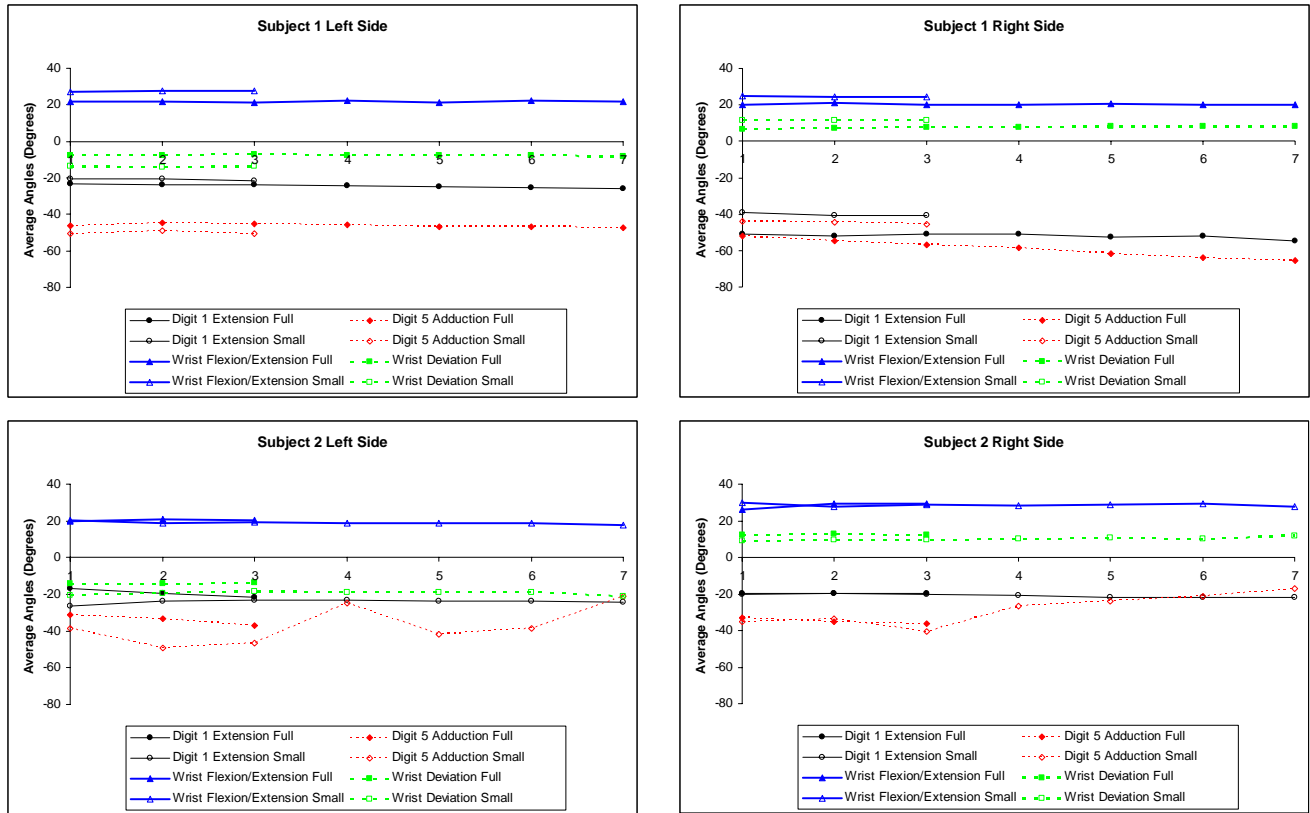 Subject 1 Left Side
Average Angles (Degrees)
40
20
0
-20
-40
-60
-80
1 2 3 4 5 6 7
Digit 1 Extension Full Digit 5 Adduction Full
Digit 1 Extension Small Digit 5 Adduction Small
Wrist Flexion/Extension Full Wrist Deviation Full
Wrist Flexion/Extension Small Wrist Deviation Small
Subject 1 Right Side
Average Angles (Degrees)
40
20
0
-20
-40
-60
-80
1 2 3 4 5 6 7
Digit 1 Extension Full Digit 5 Adduction Full
Digit 1 Extension Small Digit 5 Adduction Small
Wrist Flexion/Extension Full Wrist Deviation Full
Wrist Flexion/Extension Small Wrist Deviation Small
Subject 2 Left Side
Average Angles (Degrees)
40
20
0
-20
-40
-60
-80
1 2 3 4 5 6 7
Digit 1 Extension Full Digit 5 Adduction Full
Digit 1 Extension Small Digit 5 Adduction Small
Wrist Flexion/Extension Full Wrist Deviation Full
Wrist Flexion/Extension Small Wrist Deviation Small
Subject 2 Right Side
Average Angles (Degrees)
40
20
0
-20
-40
-60
-80
1 2 3 4 5 6 7
Digit 1 Extension Full Digit 5 Adduction Full
Digit 1 Extension Small Digit 5 Adduction Small
Wrist Flexion/Extension Full Wrist Deviation Full
Wrist Flexion/Extension Small Wrist Deviation Small